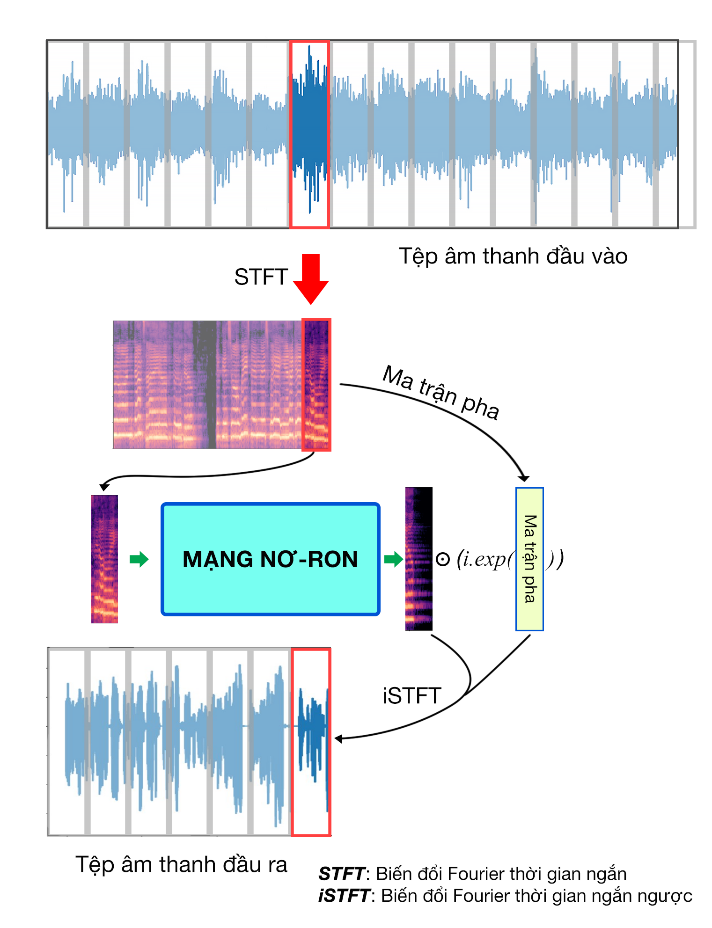 Tệp âm thanh đầu vào
STFT
Ma trận pha
MẠNG NƠ-RON
⊙ (i.exp( Ma trận pha ))
iSTFT
Tệp âm thanh đầu ra
STFT: Biến đổi Fourier thời gian ngắn
iSTFT: Biến đổi Fourier thời gian ngắn ngược